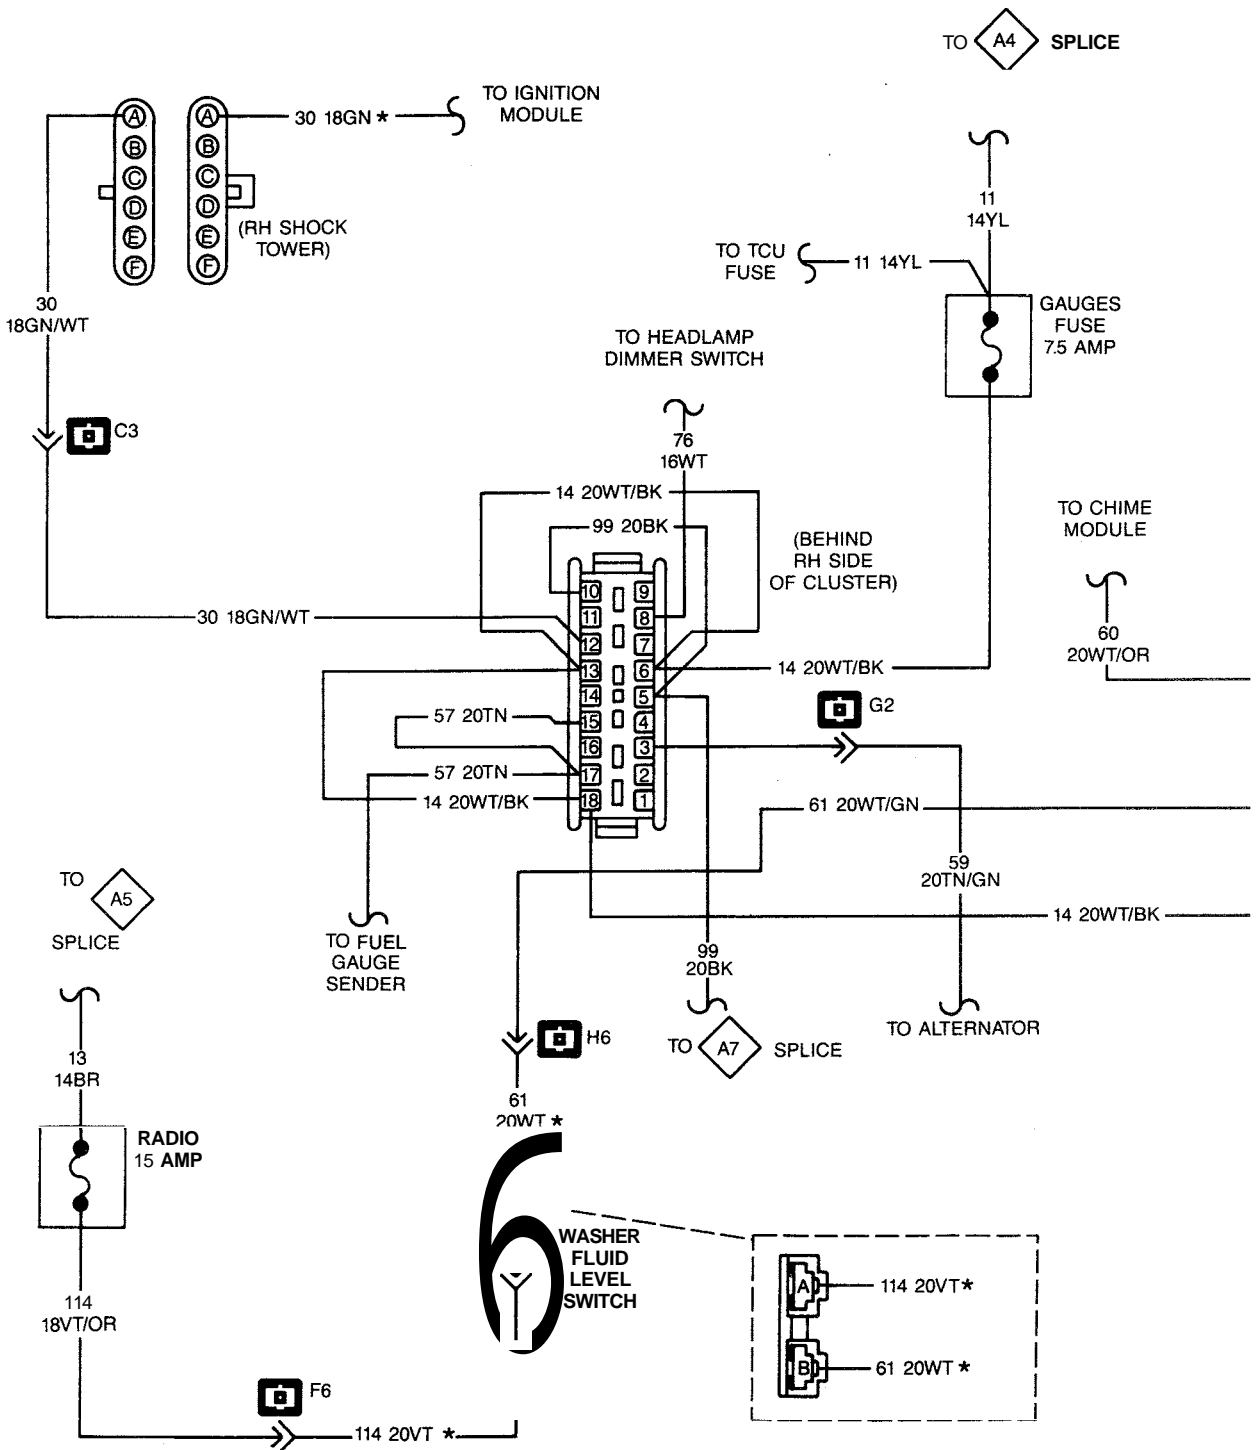 TO A4 SPLICE
TO IGNITION
MODULE
A
B
C
D
E
F
A
B
C
D
E
F
30 18GN *
(RH SHOCK
TOWER)
11
14YL
TO TCU
FUSE
11 14YL
GAUGES
FUSE
7.5 AMP
30
18GN/WT
TO HEADLAMP
DIMMER SWITCH
C3
76
16WT
14 20WT/BK
99 20BK
(BEHIND
RH SIDE
OF CLUSTER)
TO CHIME
MODULE
10 9
11 8
12 7
13 6
14 5
15 4
16 3
17 2
18 1
30 18GN/WT
60
20WT/OR
14 20WT/BK
G2
57 20TN
57 20TN
14 20WT/BK
61 20WT/GN
59
20TN/GN
TO A5
SPLICE
14 20WT/BK
TO FUEL
GAUGE
SENDER
99
20BK
TO ALTERNATOR
H6
TO A7 SPLICE
13
14BR
61
20WT *
RADIO
15 AMP
6
WASHER
FLUID
LEVEL
SWITCH
A 114 20VT*
B 61 20WT *
114
18VT/OR
F6
114 20VT *